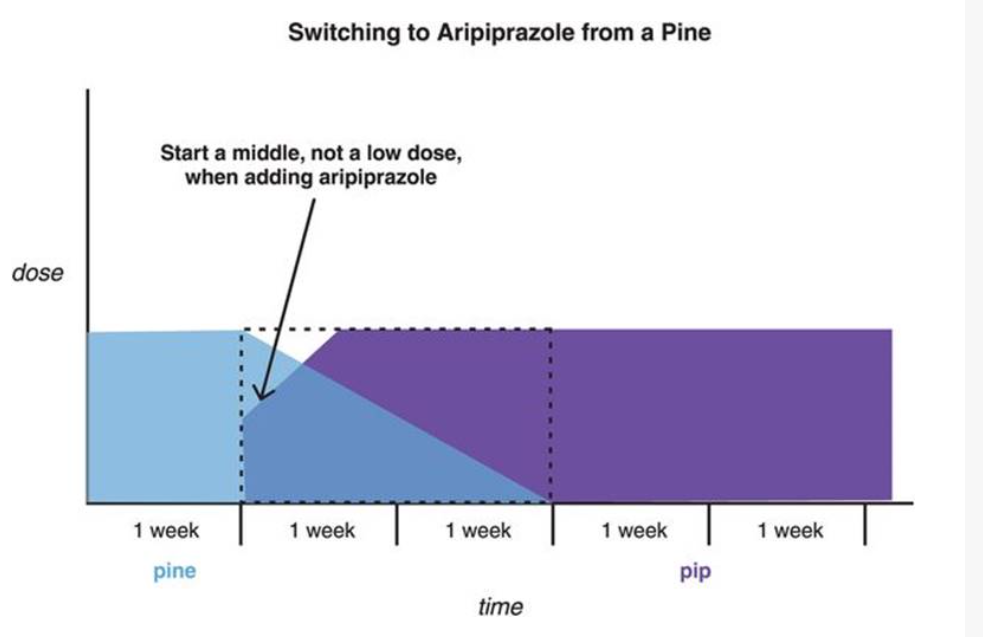 Switching to Aripiprazole from a Pine
Start a middle, not a low dose,
when adding aripiprazole
dose
1 week
1 week
1 week
1 week
1 week
pine
pip
time